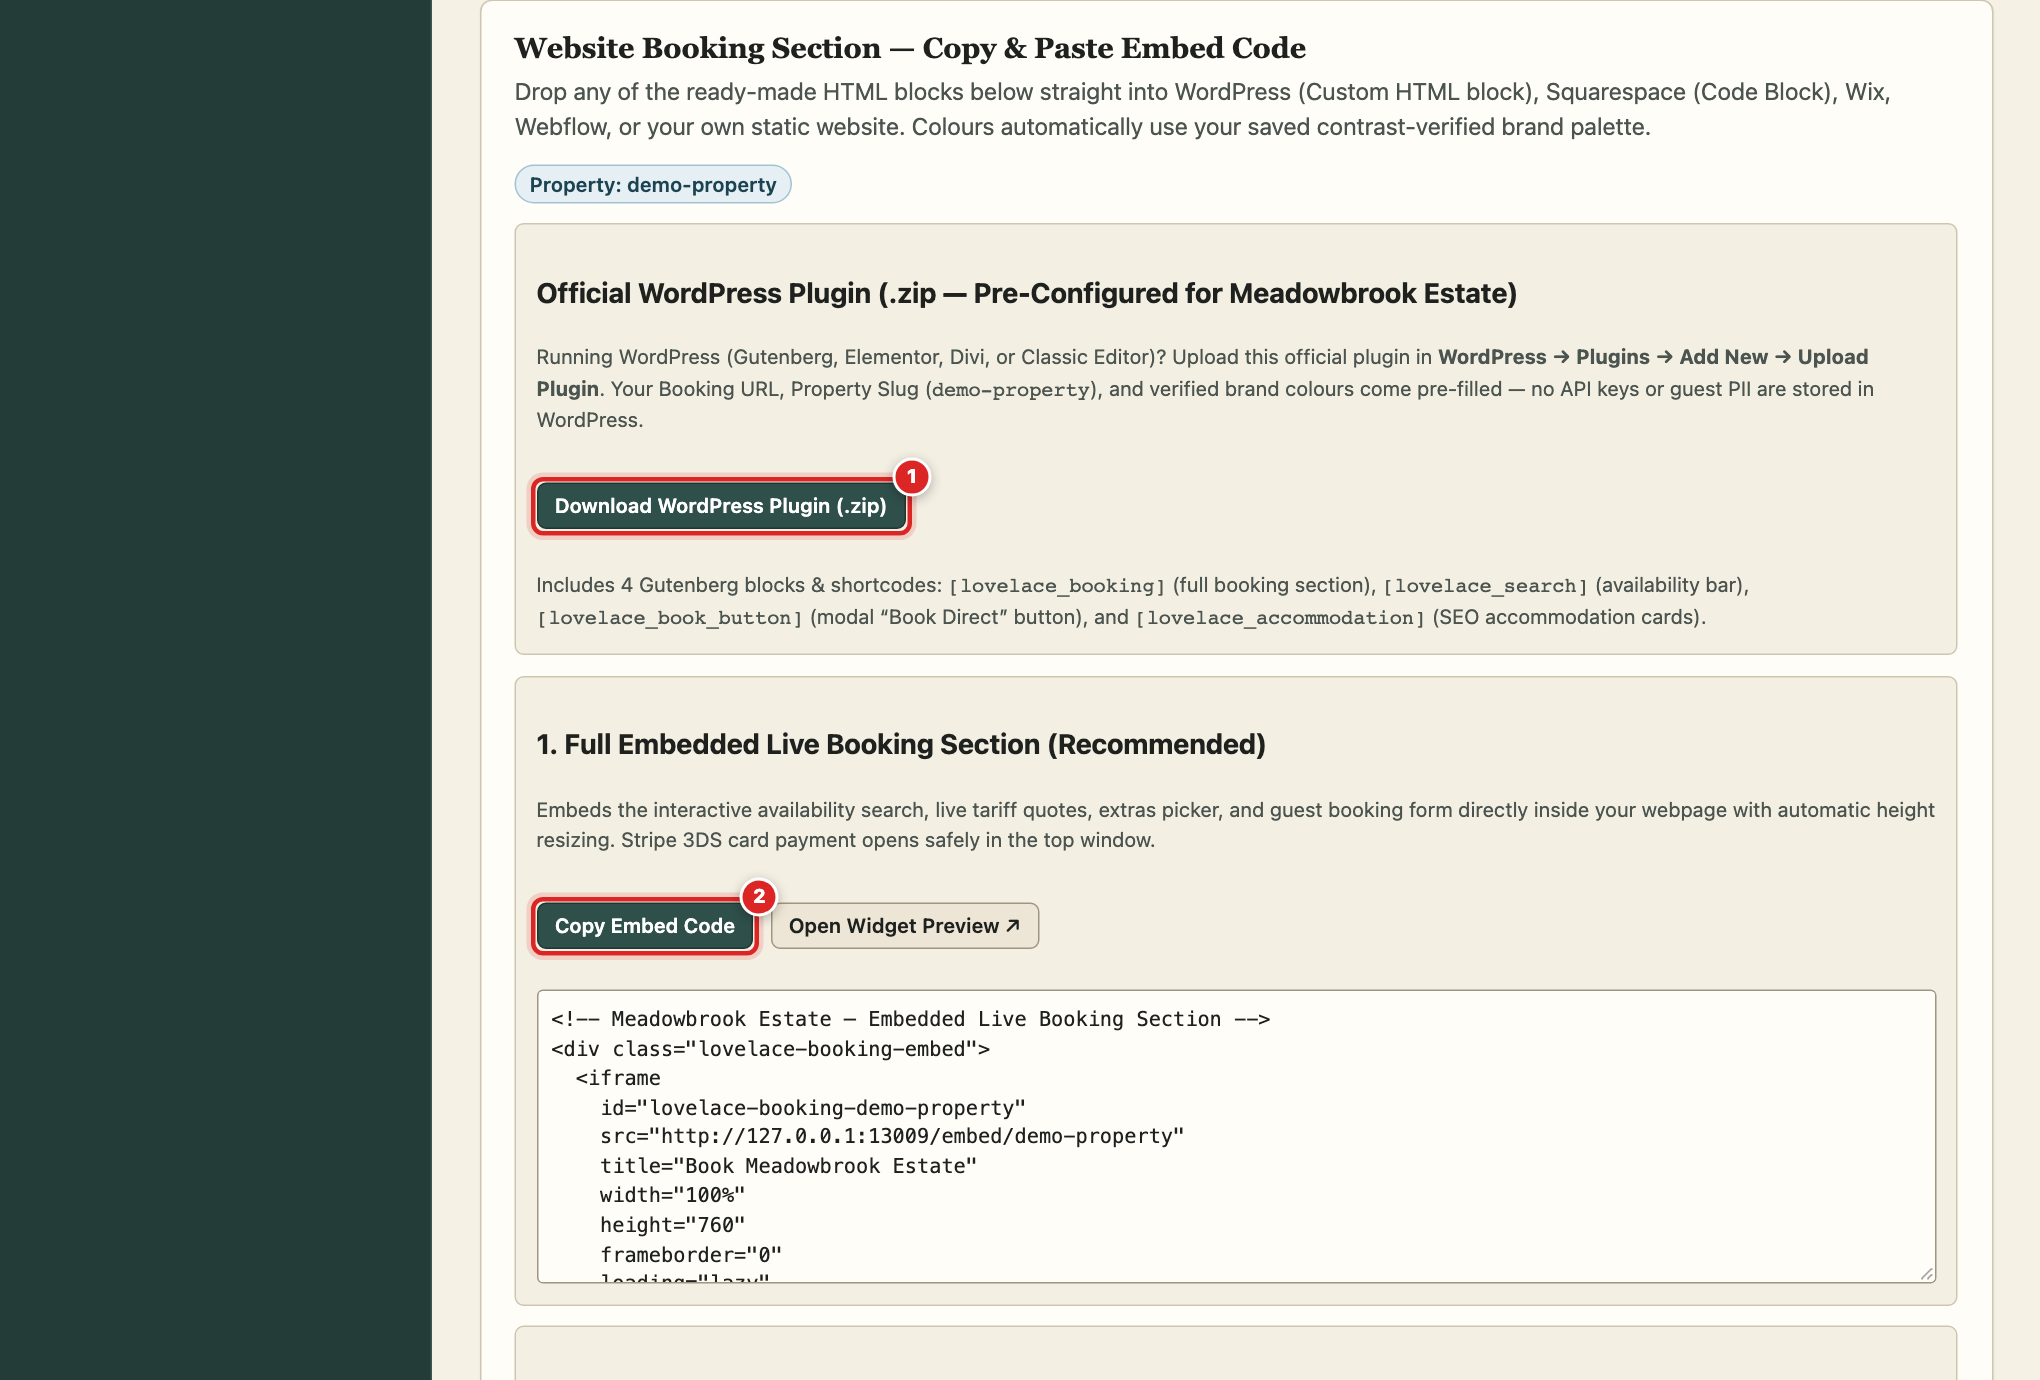 Website Booking Section — Copy & Paste Embed Code
Drop any of the ready-made HTML blocks below straight into WordPress (Custom HTML block), Squarespace (Code Block), Wix,
Webflow, or your own static website. Colours automatically use your saved contrast-verified brand palette.
Property: demo-property
Official WordPress Plugin (.zip — Pre-Configured for Meadowbrook Estate)
Running WordPress (Gutenberg, Elementor, Divi, or Classic Editor)? Upload this official plugin in WordPress → Plugins → Add New → Upload
Plugin. Your Booking URL, Property Slug (demo-property), and verified brand colours come pre-filled — no API keys or guest PII are stored in
WordPress.
1
Download WordPress Plugin (.zip)
Includes 4 Gutenberg blocks & shortcodes: [lovelace_booking] (full booking section), [lovelace_search] (availability bar),
[lovelace_book_button] (modal “Book Direct” button), and [lovelace_accommodation] (SEO accommodation cards).
1. Full Embedded Live Booking Section (Recommended)
Embeds the interactive availability search, live tariff quotes, extras picker, and guest booking form directly inside your webpage with automatic height
resizing. Stripe 3DS card payment opens safely in the top window.
2
Copy Embed Code
Open Widget Preview ↗
<!-- Meadowbrook Estate — Embedded Live Booking Section -->
<div class="lovelace-booking-embed">
<iframe
id="lovelace-booking-demo-property"
src="http://127.0.0.1:13009/embed/demo-property"
title="Book Meadowbrook Estate"
width="100%"
height="760"
frameborder="0"
loading="lazy"